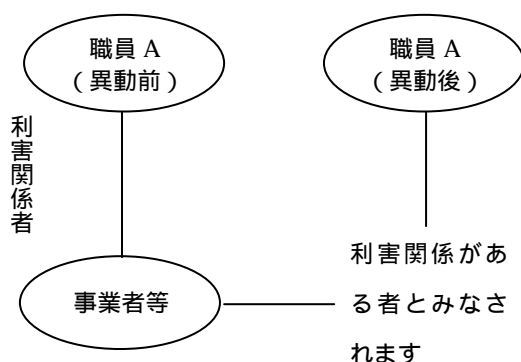 職員 A
（異動前）
職員 A
（異動後）
利害関係者
事業者等
利害関係があ
る者とみなさ
れます